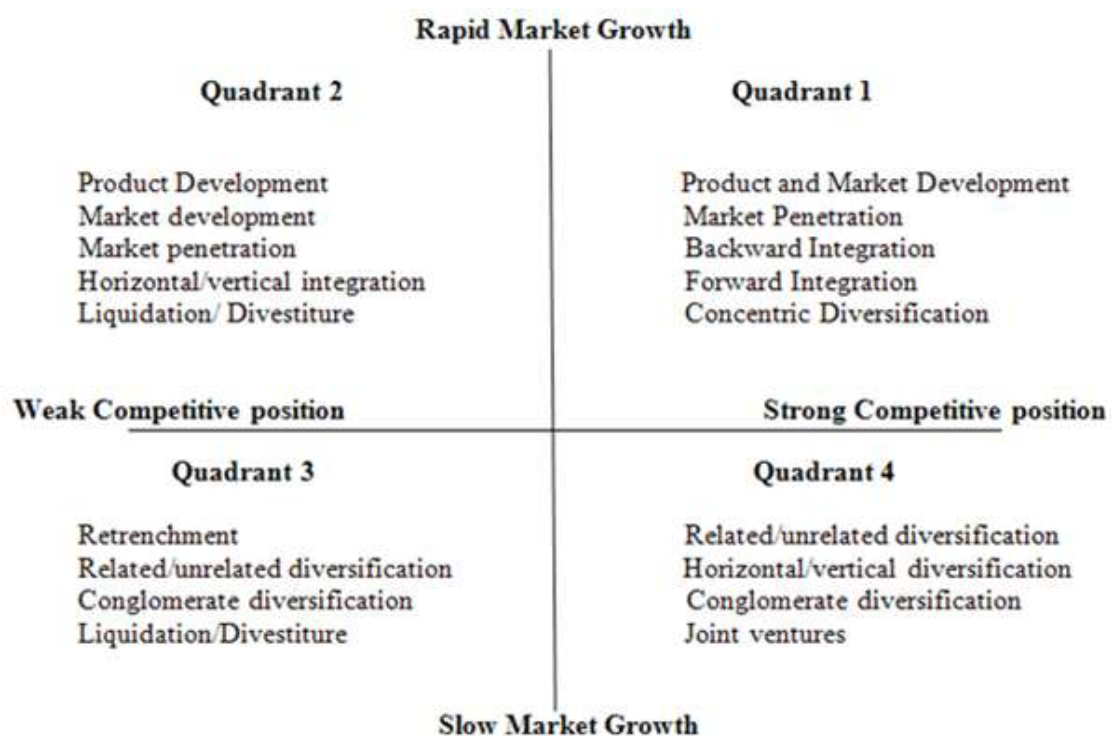 Rapid Market Growth
Quadrant 2
Product Development
Market development
Market penetration
Horizontal/vertical integration
Liquidation/ Divestiture
Quadrant 1
Product and Market Development
Market Penetration
Backward Integration
Forward Integration
Concentric Diversification
Weak Competitive position
Strong Competitive position
Quadrant 3
Retrenchment
Related/unrelated diversification
Conglomerate diversification
Liquidation/Divestiture
Quadrant 4
Related/unrelated diversification
Horizontal/vertical diversification
Conglomerate diversification
Joint ventures
Slow Market Growth